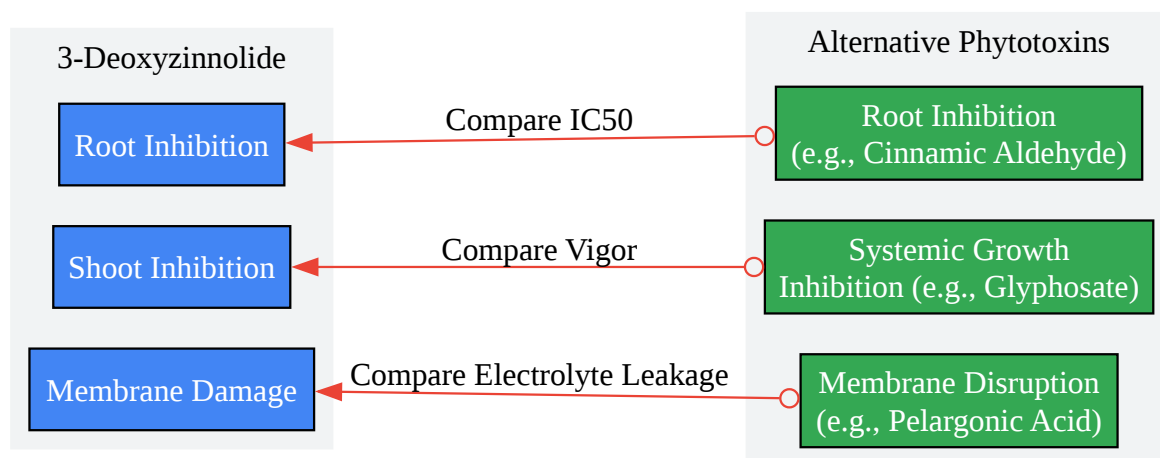 3-Deoxyzinnolide
Root Inhibition
Shoot Inhibition
Membrane Damage
Compare IC50
Compare Vigor
Compare Electrolyte Leakage
Alternative Phytotoxins
Root Inhibition
(e.g., Cinnamic Aldehyde)
Systemic Growth
Inhibition (e.g., Glyphosate)
Membrane Disruption
(e.g., Pelargonic Acid)